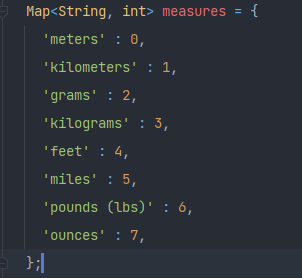 Map<String, int> measures = {
'meters' : 0,
'kilometers' : 1,
'grams' : 2,
'kilograms' : 3,
'feet' : 4,
'miles' : 5,
'pounds (lbs)' : 6,
'ounces' : 7,
};